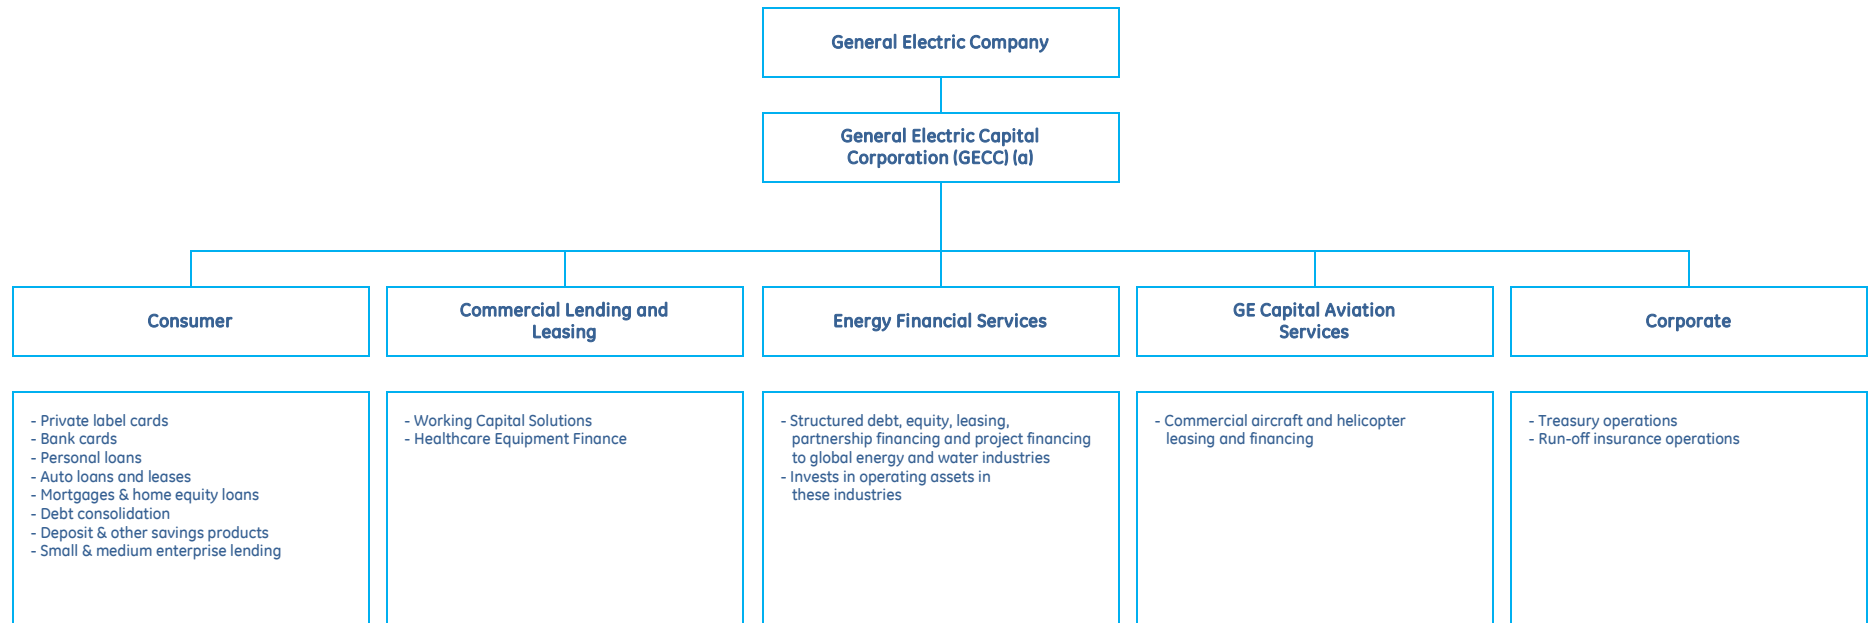 General Electric Company
General Electric Capital
Corporation (GECC) (a)
Consumer
Commercial Lending and
Leasing
Energy Financial Services
GE Capital Aviation
Services
Corporate
- Private label cards
- Bank cards
- Personal loans
- Auto loans and leases
- Mortgages & home equity loans
- Debt consolidation
- Deposit & other savings products
- Small & medium enterprise lending
- Working Capital Solutions
- Healthcare Equipment Finance
- Structured debt, equity, leasing,
partnership financing and project financing
to global energy and water industries
- Invests in operating assets in
these industries
- Commercial aircraft and helicopter
leasing and financing
- Treasury operations
- Run-off insurance operations